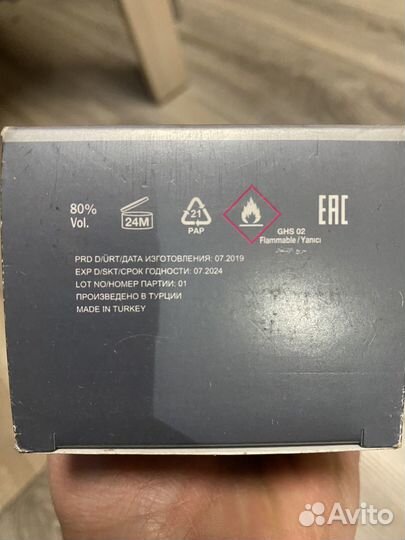 80%
Vol.
24M
21
PAP
GHS 02
Flammable / Yanıcı
EAC
PRD D/ÜRT/ДАТА ИЗГОТОВЛЕНИЯ: 07.2019
EXP D/SKT/СРОК ГОДНОСТИ: 07.2024
LOT NO/НОМЕР ПАРТИИ: 01
ПРОИЗВЕДЕНО В ТУРЦИИ
MADE IN TURKEY
Avito